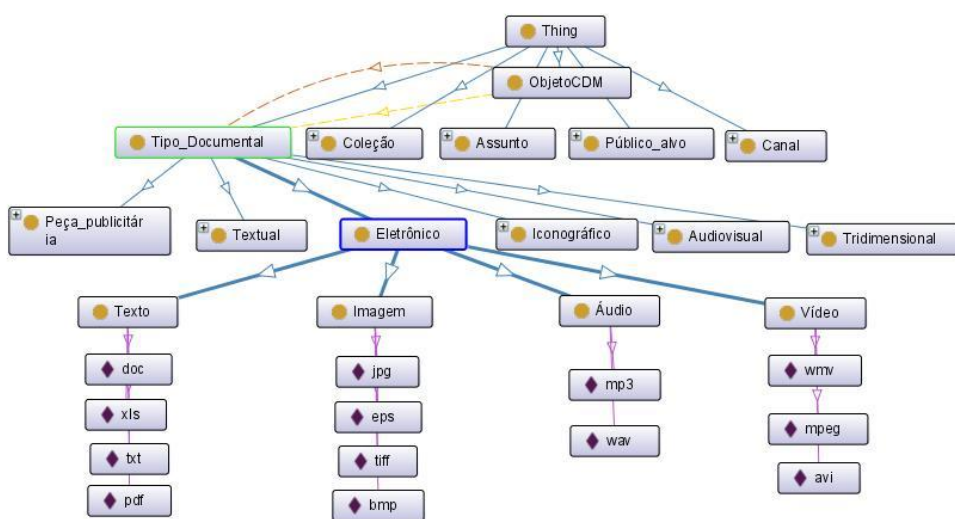 Thing
ObjetoCDM
Tipo_Documental
Coleção
Assunto
Público_alvo
Canal
Peça_publicitár
ia
Textual
Eletrônico
Iconográfico
Audiovisual
Tridimensional
Texto
Imagem
Áudio
Vídeo
doc
jpg
mp3
wmv
xls
eps
wav
mpeg
txt
tiff
avi
pdf
bmp